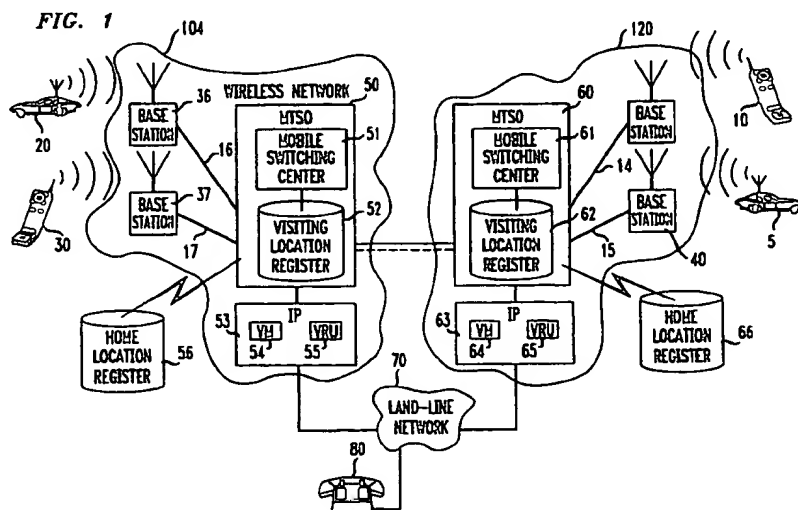 FIG. 1
104
120
WIRELESS NETWORK
50
60
36
BASE
STATION
20
16
MTSO
51
MOBILE
SWITCHING
CENTER
MTSO
61
MOBILE
SWITCHING
CENTER
14
BASE
STATION
10
37
BASE
STATION
30
17
52
VISITING
LOCATION
REGISTER
62
VISITING
LOCATION
REGISTER
15
BASE
STATION
40
5
HOME
LOCATION
REGISTER
56
53
IP
VM
54
VRU
55
63
IP
VM
64
VRU
65
HOME
LOCATION
REGISTER
66
70
LAND-LINE
NETWORK
80